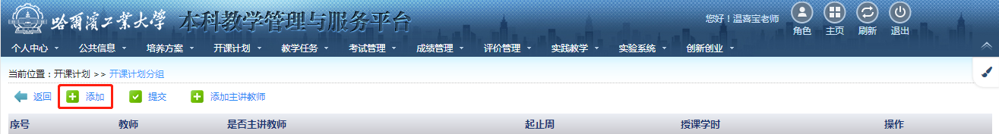 哈尔滨工业大学 本科教学管理与服务平台
您好！温喜宝老师 角色 主页 刷新 退出
个人中心 公共信息 培养方案 开课计划 教学任务 考试管理 成绩管理 评价管理 实践教学 实验系统 创新创业
当前位置：开课计划 >> 开课计划分组
返回 添加 提交 添加主讲教师
序号 教师 是否主讲教师 起止周 授课学时 操作